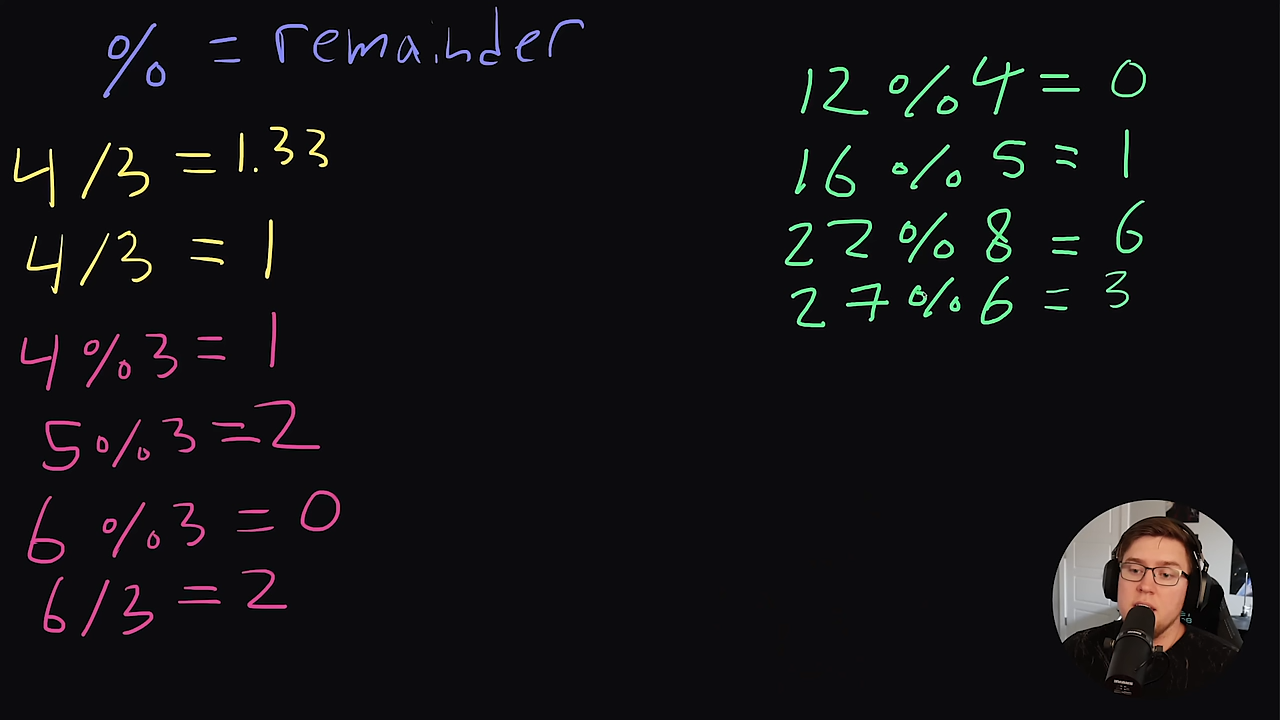 % = remainder
4/3 = 1.33
4/3 = 1
4%3 = 1
5%3 = 2
6%3 = 0
6/3 = 2
12%4 = 0
16%5 = 1
22%8 = 6
27%6 = 3